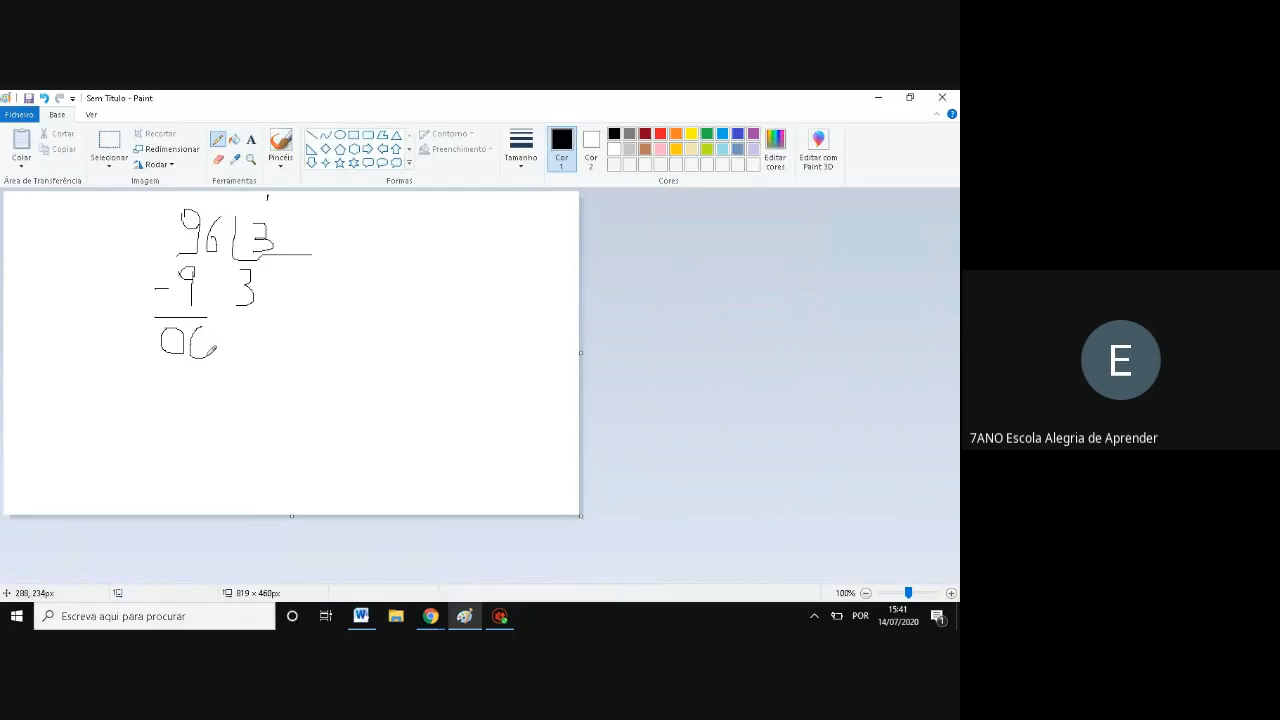 Sem Título - Paint
Ficheiro Base Ver
Colar
Cortar
Copiar
Área de Transferência
Selecionar
Recortar
Redimensionar
Rodar
Imagem
A
Ferramentas
Pincéis
Contorno
Preenchimento
Formas
Tamanho
Cor
1
Cor
2
Editar
cores
Editar com
Paint 3D
Cores
96 3
- 9 3
06
E
7ANO Escola Alegria de Aprender
288, 234px
819 × 460px
100%
Escreva aqui para procurar
W
POR
15:41
14/07/2020
1